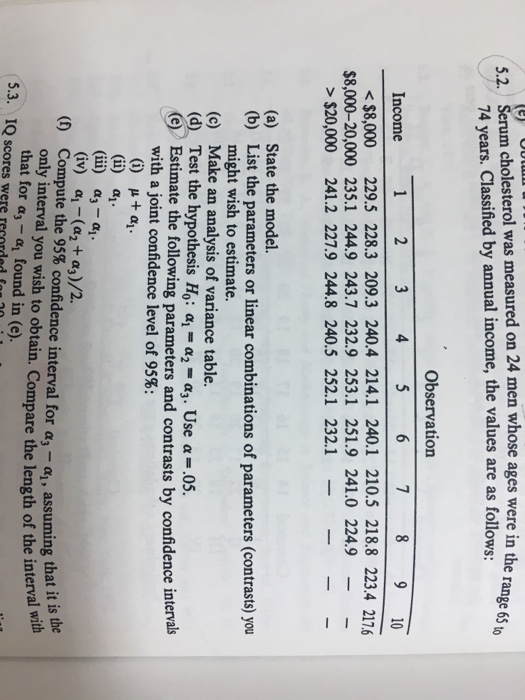 5.2. Serum cholesterol was measured on 24 men whose ages were in the range 65 to
74 years. Classified by annual income, the values are as follows:
Observation
Income 1 2 3 4 5 6 7 8 9 10
< $8,000 229.5 228.3 209.3 240.4 214.1 240.1 210.5 218.8 223.4 217.6
$8,000–20,000 235.1 244.9 243.7 232.9 253.1 251.9 241.0 224.9 — —
> $20,000 241.2 227.9 244.8 240.5 252.1 232.1 — — — —
(a) State the model.
(b) List the parameters or linear combinations of parameters (contrasts) you
might wish to estimate.
(c) Make an analysis of variance table.
(d) Test the hypothesis H₀: α₁ = α₂ = α₃. Use α = .05.
(e) Estimate the following parameters and contrasts by confidence intervals
with a joint confidence level of 95%:
(i) μ + α₁.
(ii) α₁.
(iii) α₃ − α₁.
(iv) α₁ − (α₂ + α₃)/2.
(f) Compute the 95% confidence interval for α₃ − α₁, assuming that it is the
only interval you wish to obtain. Compare the length of the interval with
that for α₃ − α₁ found in (e).
5.3. IQ scores were recorded for